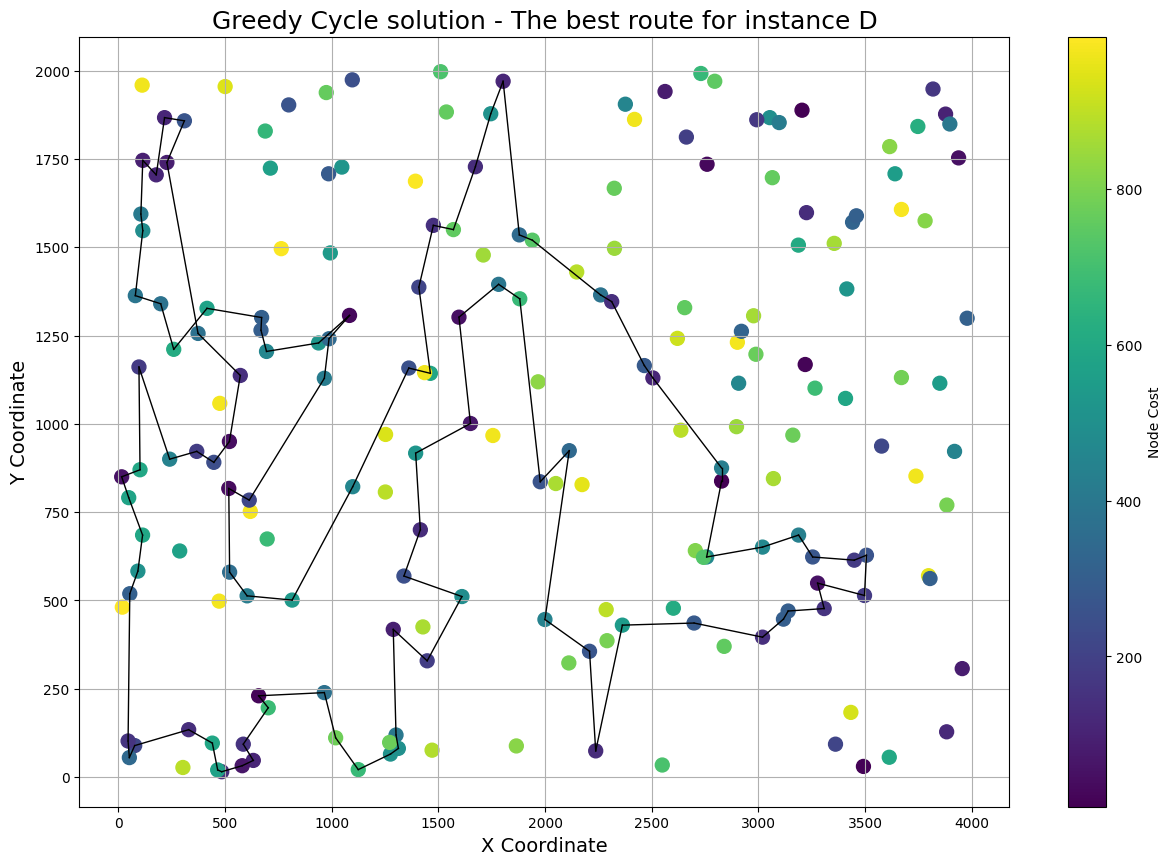 Greedy Cycle solution - The best route for instance D
2000
1750
1500
1250
1000
750
500
250
0
Y Coordinate
0 500 1000 1500 2000 2500 3000 3500 4000
X Coordinate
800
600
400
200
Node Cost